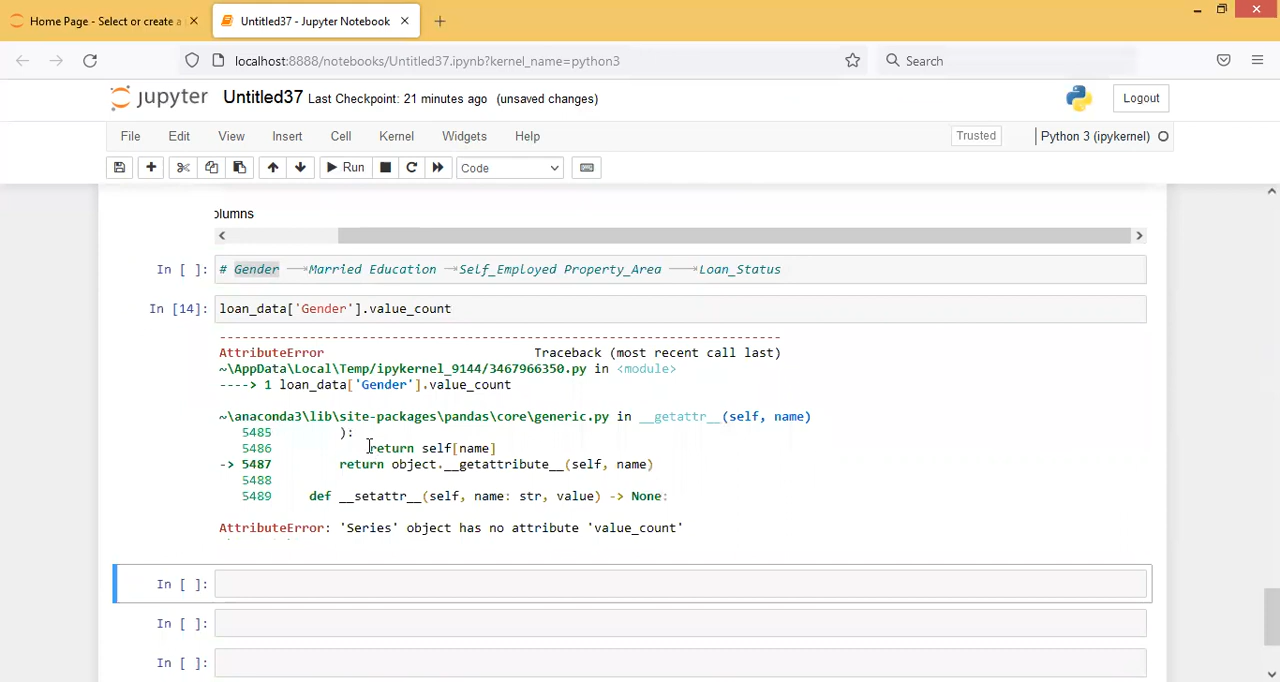 Home Page - Select or create a
Untitled37 - Jupyter Notebook
localhost:8888/notebooks/Untitled37.ipynb?kernel_name=python3
Search
jupyter Untitled37 Last Checkpoint: 21 minutes ago (unsaved changes)
Logout
File Edit View Insert Cell Kernel Widgets Help
Trusted
Python 3 (ipykernel)
Run
Code
olumns
In [ ]: # Gender Married Education Self_Employed Property_Area Loan_Status
In [14]: loan_data['Gender'].value_count
---------------------------------------------------------------------------
AttributeError Traceback (most recent call last)
~\AppData\Local\Temp/ipykernel_9144/3467966350.py in <module>
----> 1 loan_data['Gender'].value_count
~\anaconda3\lib\site-packages\pandas\core\generic.py in __getattr__(self, name)
5485 ):
5486 return self[name]
-> 5487 return object.__getattribute__(self, name)
5488
5489 def __setattr__(self, name: str, value) -> None:
AttributeError: 'Series' object has no attribute 'value_count'
In [ ]:
In [ ]:
In [ ]: